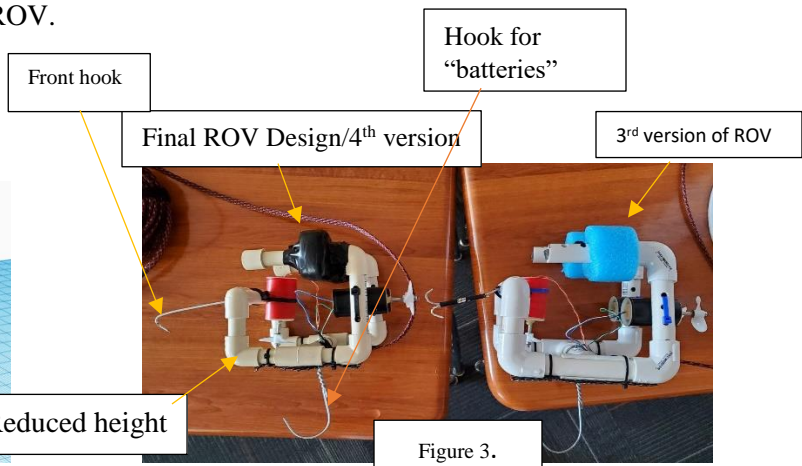 ROV.
Hook for
“batteries”
Front hook
Final ROV Design/4th version
3rd version of ROV
Reduced height
Figure 3.